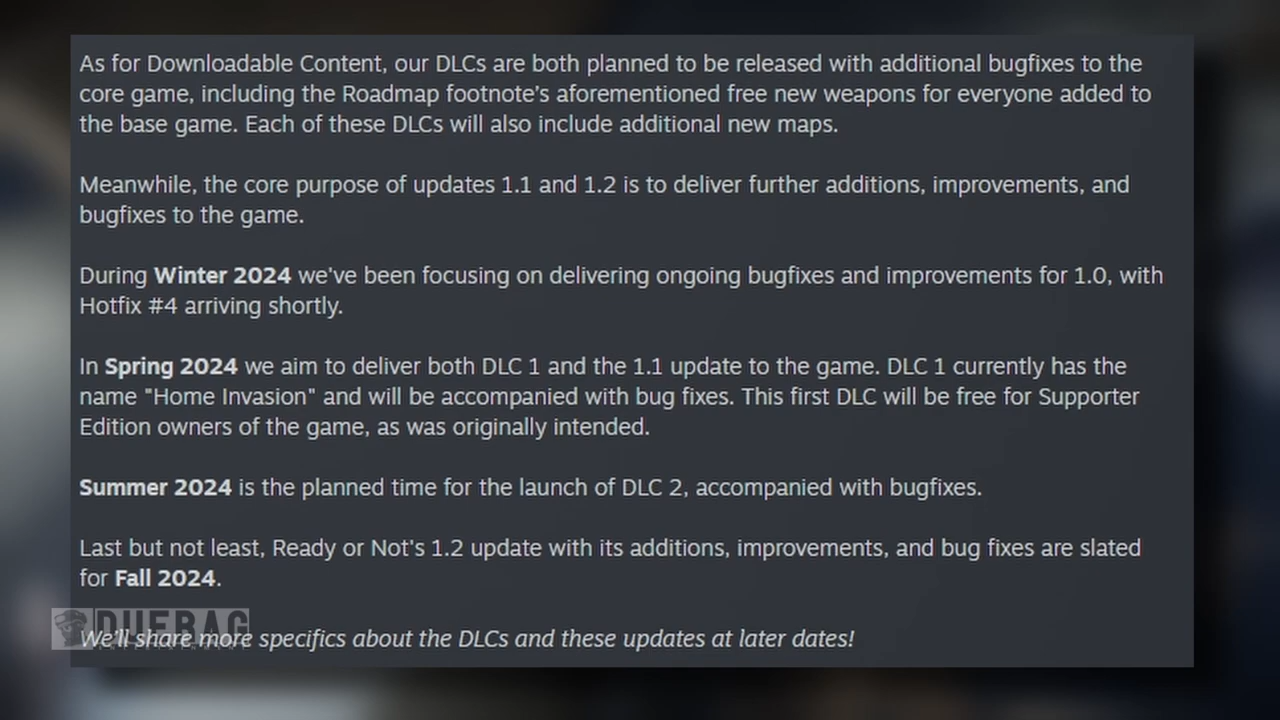 As for Downloadable Content, our DLCs are both planned to be released with additional bugfixes to the
core game, including the Roadmap footnote's aforementioned free new weapons for everyone added to
the base game. Each of these DLCs will also include additional new maps.
Meanwhile, the core purpose of updates 1.1 and 1.2 is to deliver further additions, improvements, and
bugfixes to the game.
During Winter 2024 we've been focusing on delivering ongoing bugfixes and improvements for 1.0, with
Hotfix #4 arriving shortly.
In Spring 2024 we aim to deliver both DLC 1 and the 1.1 update to the game. DLC 1 currently has the
name "Home Invasion" and will be accompanied with bug fixes. This first DLC will be free for Supporter
Edition owners of the game, as was originally intended.
Summer 2024 is the planned time for the launch of DLC 2, accompanied with bugfixes.
Last but not least, Ready or Not's 1.2 update with its additions, improvements, and bug fixes are slated
for Fall 2024.
DUEBAG
We'll share more specifics about the DLCs and these updates at later dates!